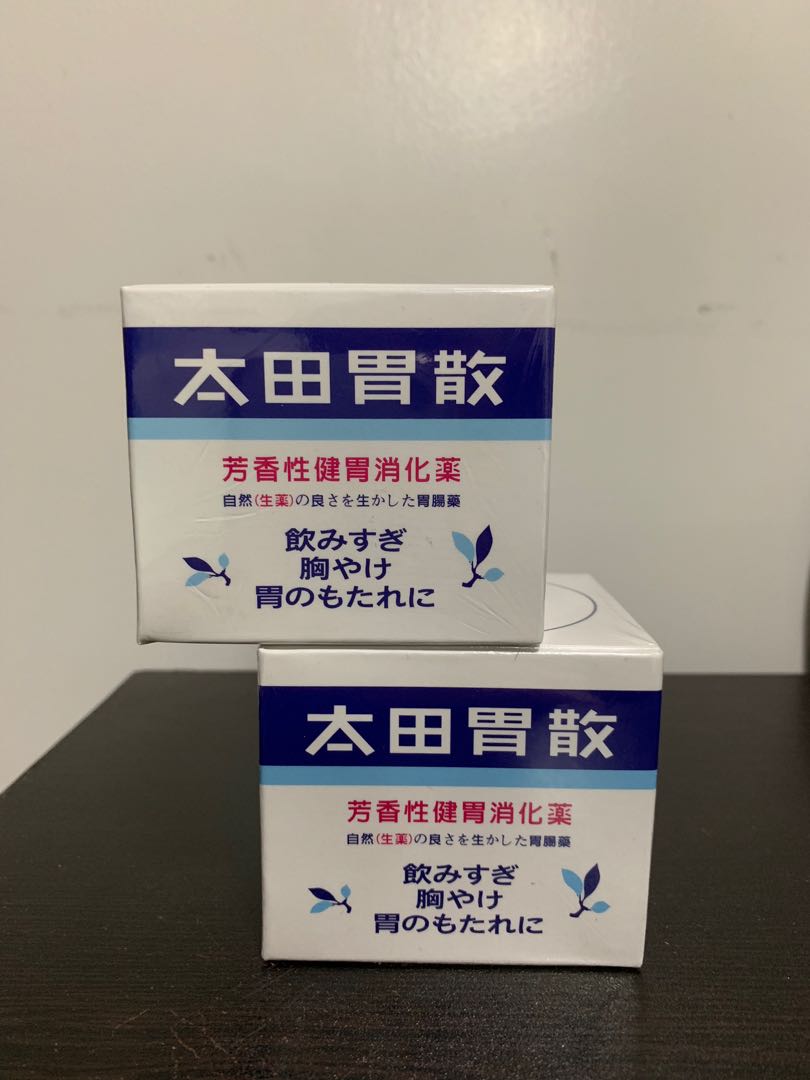 太田胃散
芳香性健胃消化薬
自然(生薬)の良さを生かした胃腸薬
飲みすぎ
胸やけ
胃のもたれに
太田胃散
芳香性健胃消化薬
自然(生薬)の良さを生かした胃腸薬
飲みすぎ
胸やけ
胃のもたれに